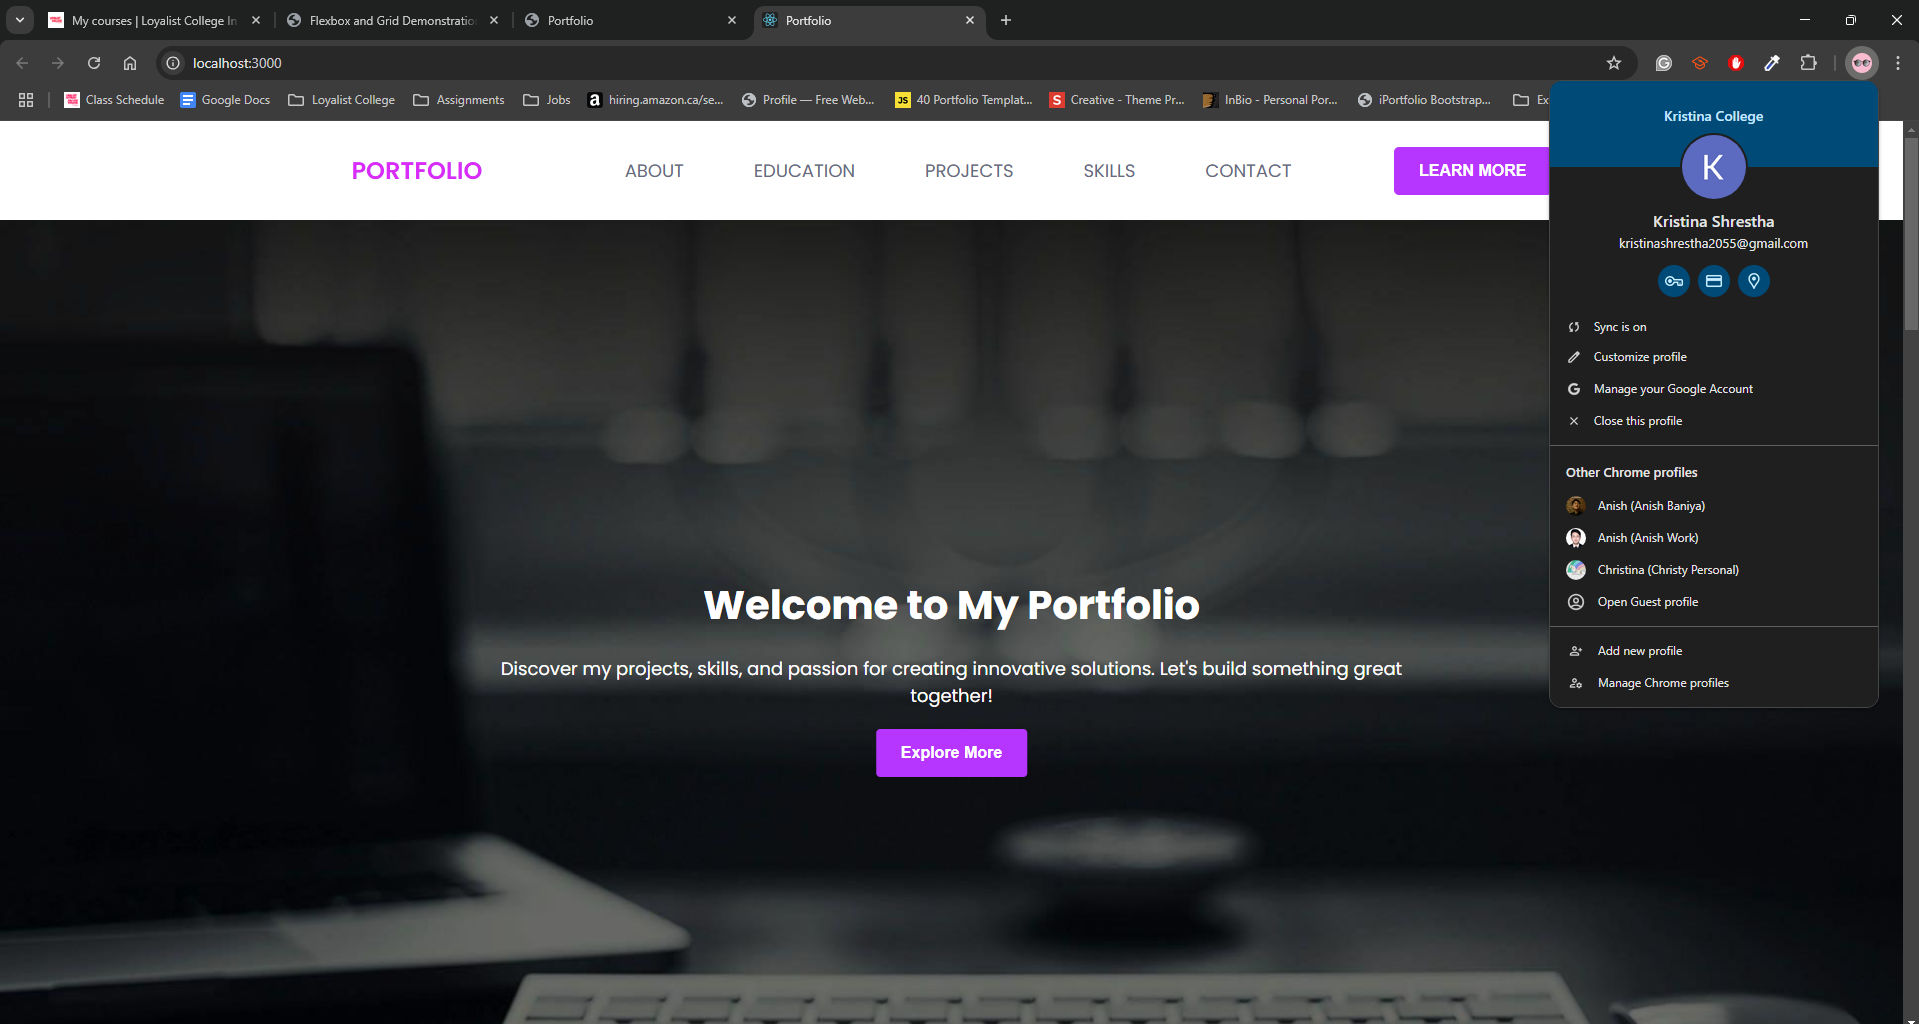 My courses | Loyalist College In
Flexbox and Grid Demonstratio
Portfolio
Portfolio
localhost:3000
Class Schedule
Google Docs
Loyalist College
Assignments
Jobs
hiring.amazon.ca/se...
Profile — Free Web...
JS 40 Portfolio Templat...
S Creative - Theme Pr...
InBio - Personal Por...
iPortfolio Bootstrap...
Ex
PORTFOLIO
ABOUT
EDUCATION
PROJECTS
SKILLS
CONTACT
LEARN MORE
Welcome to My Portfolio
Discover my projects, skills, and passion for creating innovative solutions. Let's build something great
together!
Explore More
Kristina College
K
Kristina Shrestha
kristinashrestha2055@gmail.com
Sync is on
Customize profile
Manage your Google Account
Close this profile
Other Chrome profiles
Anish (Anish Baniya)
Anish (Anish Work)
Christina (Christy Personal)
Open Guest profile
Add new profile
Manage Chrome profiles